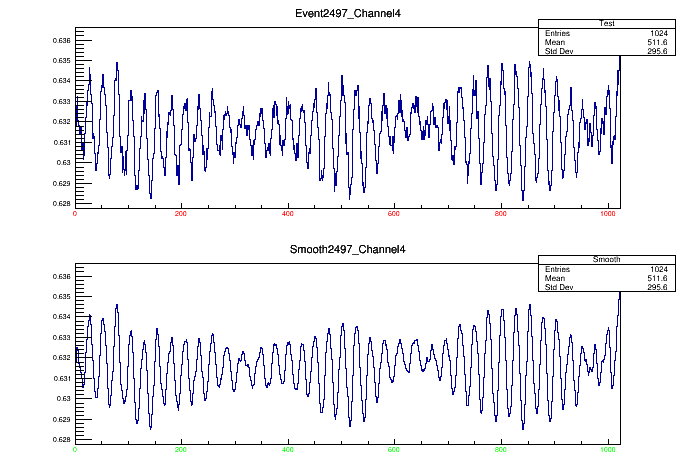 Event2497_Channel4
Test
Entries 1024
Mean 511.6
Std Dev 295.6
0.636
0.635
0.634
0.633
0.632
0.631
0.63
0.629
0.628
0 200 400 600 800 1000
Smooth2497_Channel4
Smooth
Entries 1024
Mean 511.6
Std Dev 295.6
0.636
0.635
0.634
0.633
0.632
0.631
0.63
0.629
0.628
0 200 400 600 800 1000